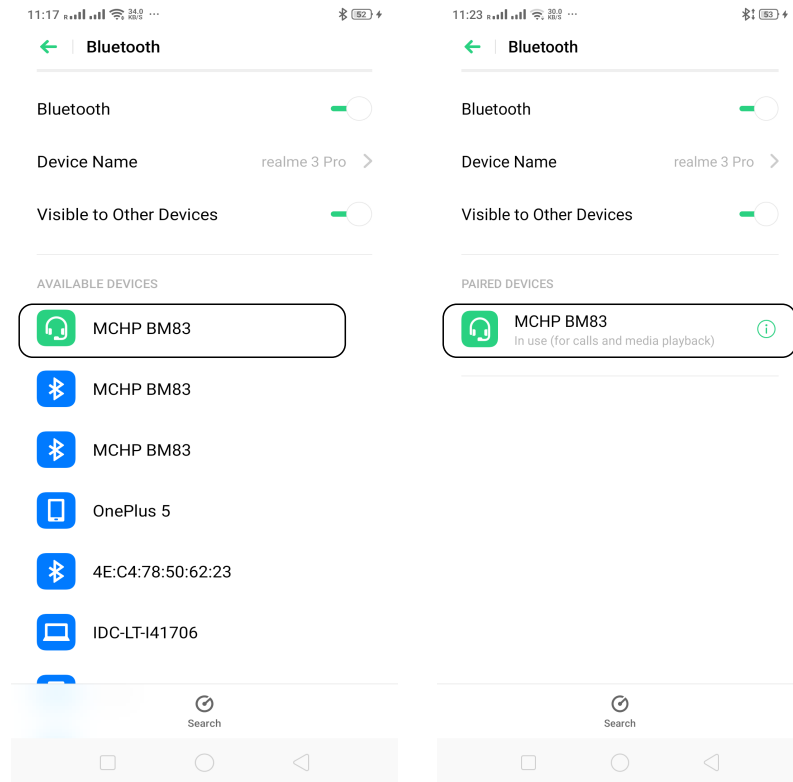 11:17 R 34.0 KB/S ··· 52
Bluetooth
Bluetooth
Device Name realme 3 Pro
Visible to Other Devices
AVAILABLE DEVICES
MCHP BM83
MCHP BM83
MCHP BM83
OnePlus 5
4E:C4:78:50:62:23
IDC-LT-I41706
Search
11:23 R 30.0 KB/S ··· 53
Bluetooth
Bluetooth
Device Name realme 3 Pro
Visible to Other Devices
PAIRED DEVICES
MCHP BM83
In use (for calls and media playback)
Search